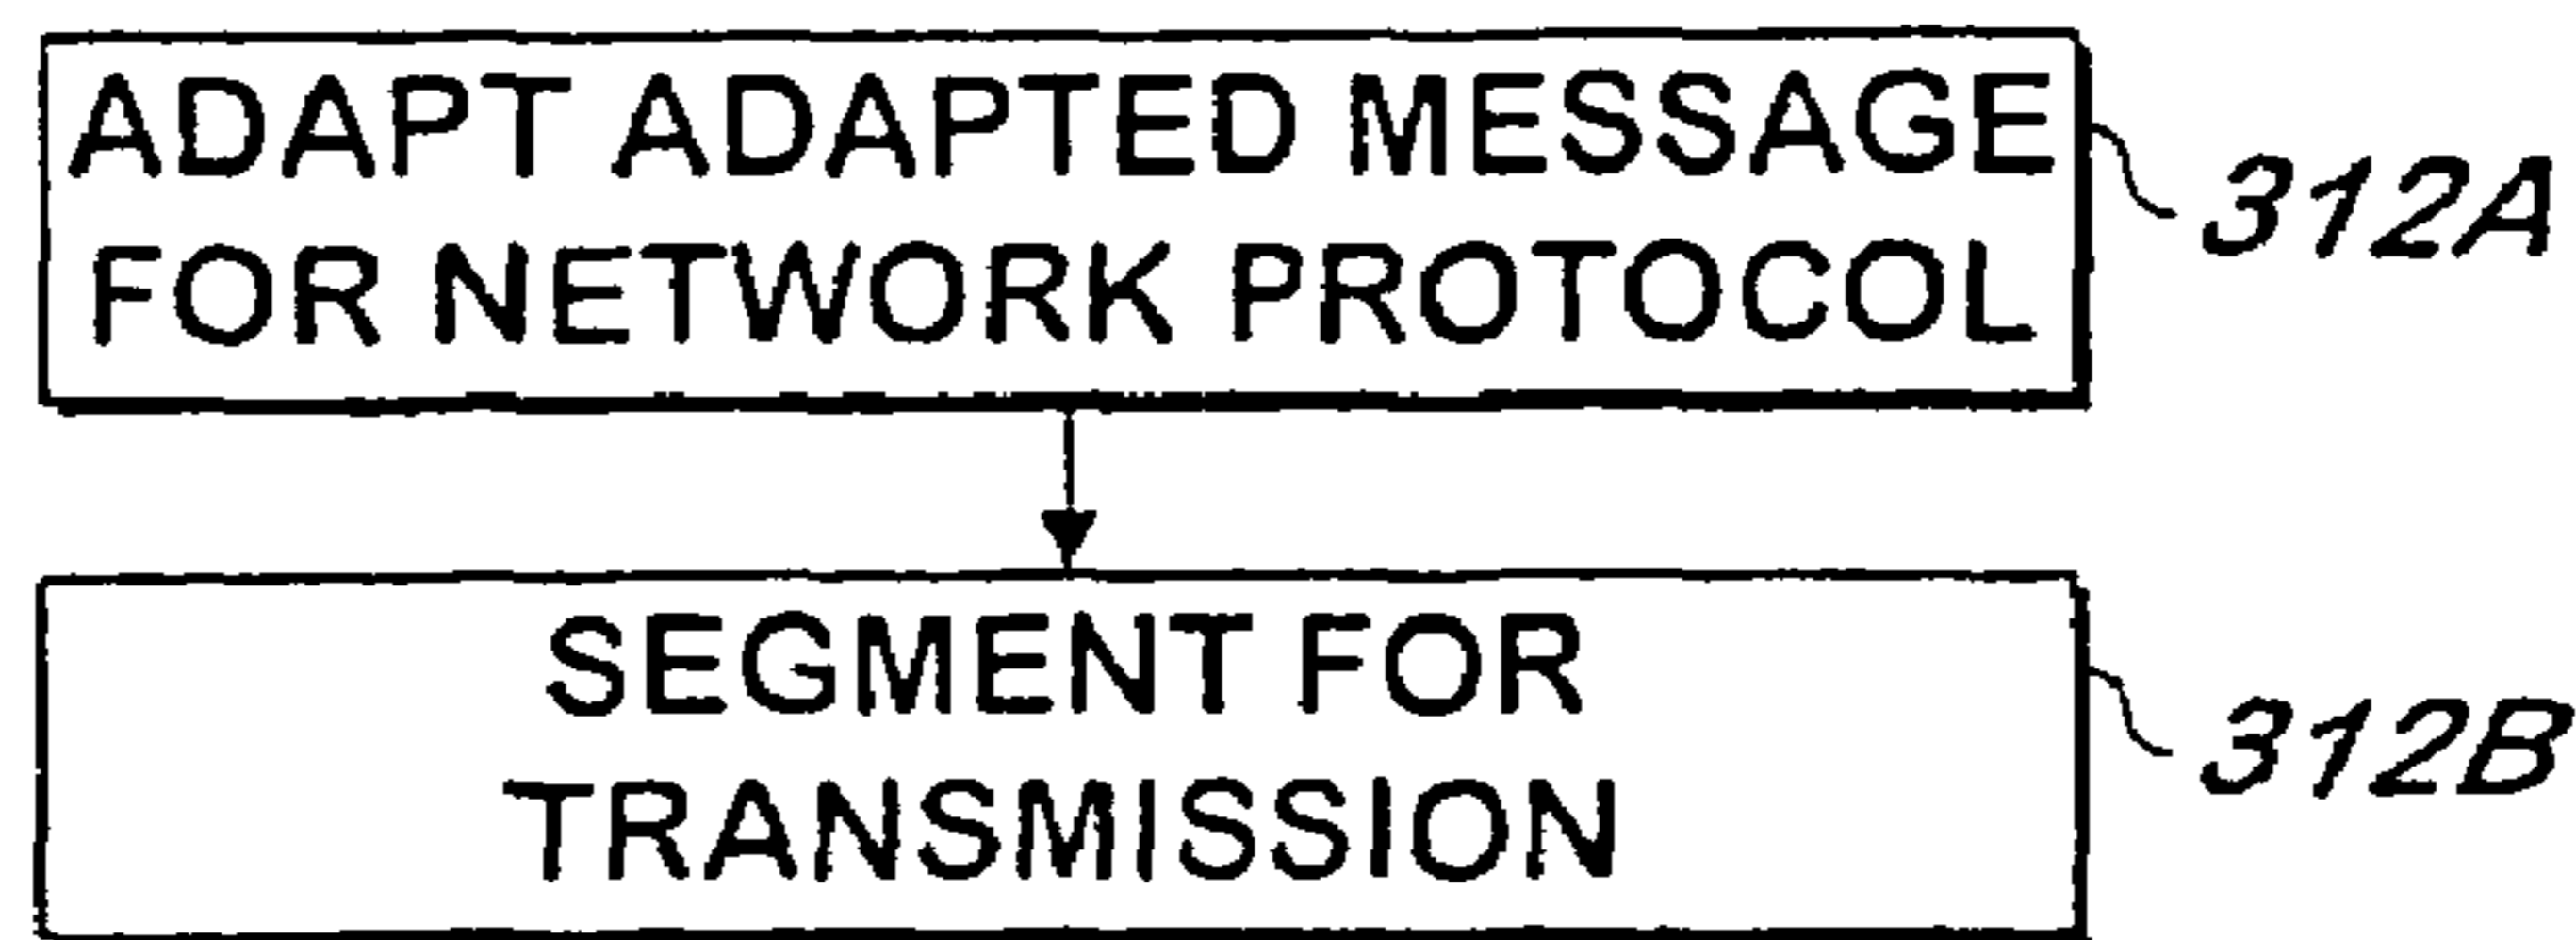 ADAPT ADAPTED MESSAGE
FOR NETWORK PROTOCOL
312A
SEGMENT FOR
TRANSMISSION
312B